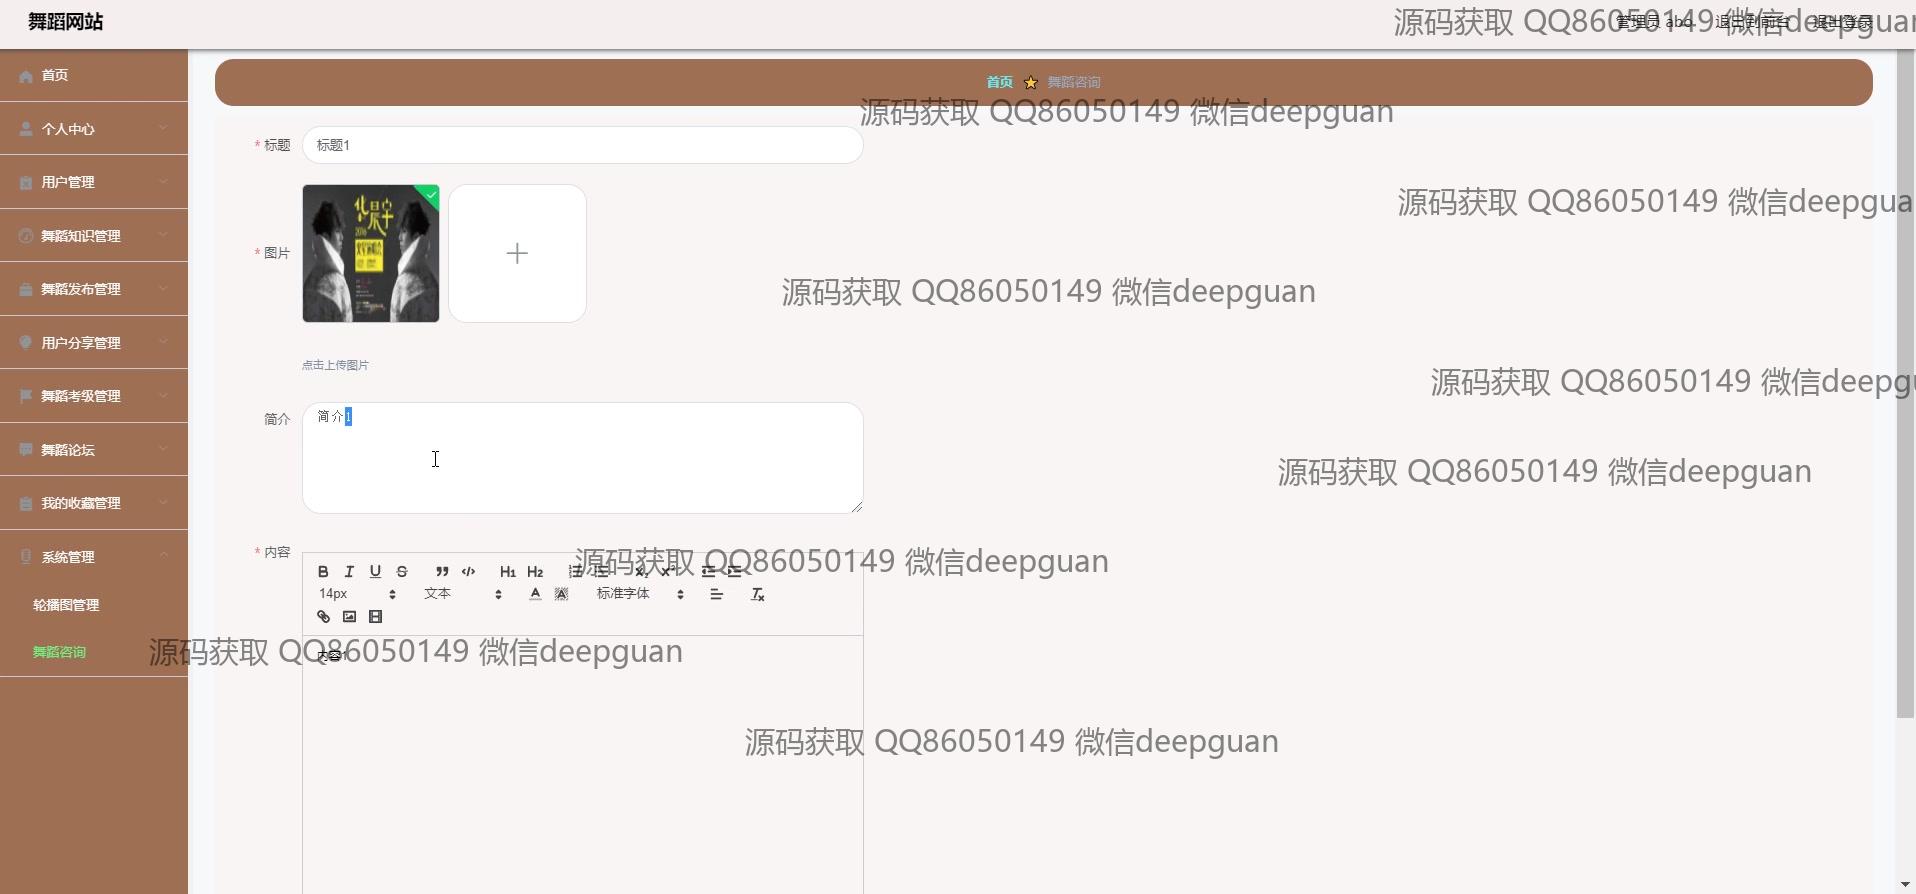 舞蹈网站
管理员 abo
退出到前台
退出登录
源码获取 QQ86050149 微信deepguan
首页
个人中心
用户管理
舞蹈知识管理
舞蹈发布管理
用户分享管理
舞蹈考级管理
舞蹈论坛
我的收藏管理
系统管理
轮播图管理
舞蹈咨询
首页 舞蹈咨询
源码获取 QQ86050149 微信deepguan
* 标题 标题1
源码获取 QQ86050149 微信deepgua
* 图片
源码获取 QQ86050149 微信deepguan
点击上传图片
源码获取 QQ86050149 微信deepgu
简介 简介1
源码获取 QQ86050149 微信deepguan
* 内容
源码获取 QQ86050149 微信deepguan
B I U S H1 H2
14px 文本 标准字体
内容1
源码获取 QQ86050149 微信deepguan
源码获取 QQ86050149 微信deepguan